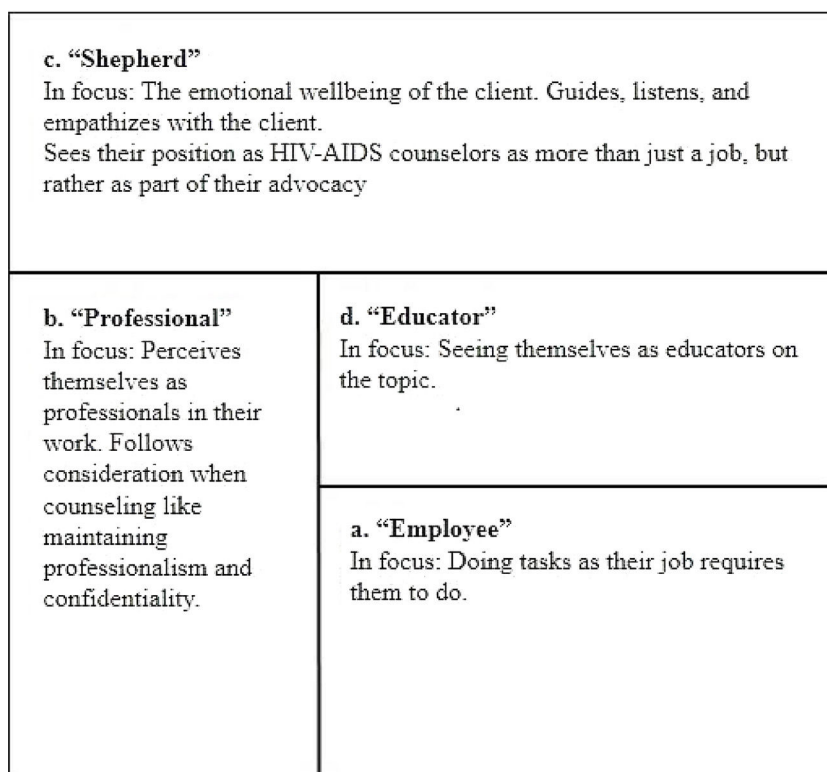 c. “Shepherd”
In focus: The emotional wellbeing of the client. Guides, listens, and
empathizes with the client.
Sees their position as HIV-AIDS counselors as more than just a job, but
rather as part of their advocacy
b. “Professional”
In focus: Perceives
themselves as
professionals in their
work. Follows
consideration when
counseling like
maintaining
professionalism and
confidentiality.
d. “Educator”
In focus: Seeing themselves as educators on
the topic.
a. “Employee”
In focus: Doing tasks as their job requires
them to do.